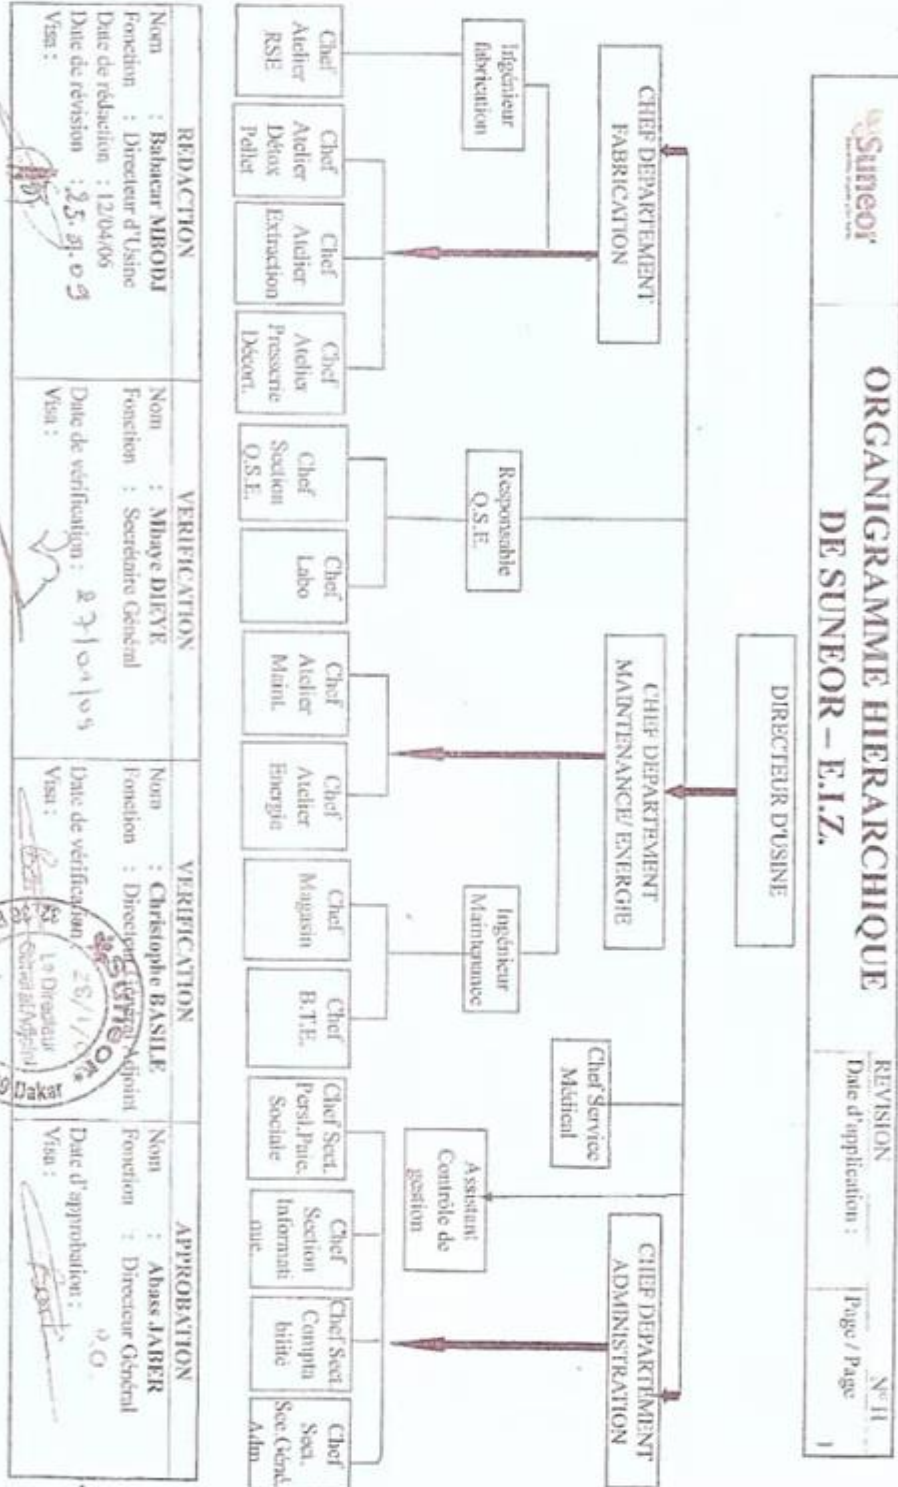 Suneor
ORGANIGRAMME HIERARCHIQUE
DE SUNEOR – E.I.Z.
REVISION
Date d'application :
N° 11
Page / Page
1
DIRECTEUR D'USINE
CHEF DEPARTEMENT
FABRICATION
CHEF DEPARTEMENT
MAINTENANCE/ ENERGIE
CHEF DEPARTEMENT
ADMINISTRATION
Ingénieur
fabrication
Responsable
Q.S.E.
Ingénieur
Maintenance
Chef Service
Médical
Assistant
Contrôle de
gestion
Chef
Atelier
RSE
Chef
Atelier
Détox
Pellet
Chef
Atelier
Extraction
Chef
Atelier
Presserie
Décort.
Chef
Section
Q.S.E.
Chef
Labo
Chef
Atelier
Maint.
Chef
Atelier
Energie
Chef
Magasin
Chef
B.T.E.
Chef Sect.
Persl.Paie.
Sociale
Chef
Section
Informati
que.
Chef Sect.
Compta
bilité
Chef
Sect.
Sec.Géné.
Adm
REDACTION
Nom : Babacar MBODJ
Fonction : Directeur d'Usine
Date de rédaction : 12/04/06
Date de révision :
Visa :
VERIFICATION
Nom : Mbaye DIEYE
Fonction : Secrétaire Général
Date de vérification : 27/01/09
Visa :
VERIFICATION
Nom : Christophe BASILE
Fonction : Directeur Général Adjoint
Date de vérification
Visa :
Suneor
Le Directeur
Général Adjoint
Dakar
APPROBATION
Nom : Abass JABER
Fonction : Directeur Général
Date d'approbation :
Visa :